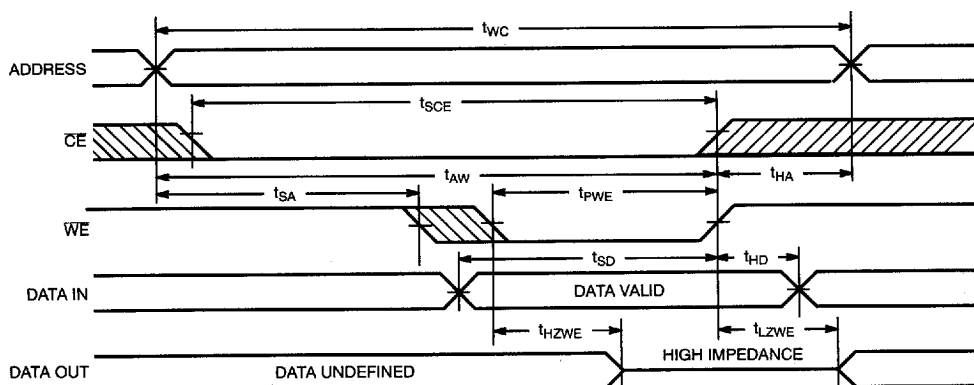 tWC
ADDRESS
tSCE
CE
tAW
tHA
tSA
tPWE
WE
tSD
tHD
DATA IN
DATA VALID
tHZWE
tLZWE
HIGH IMPEDANCE
DATA OUT
DATA UNDEFINED